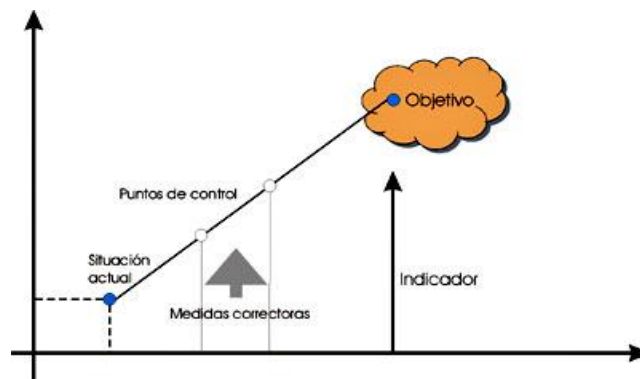 Objetivo
Puntos de control
Situación
actual
Indicador
Medidas correctoras